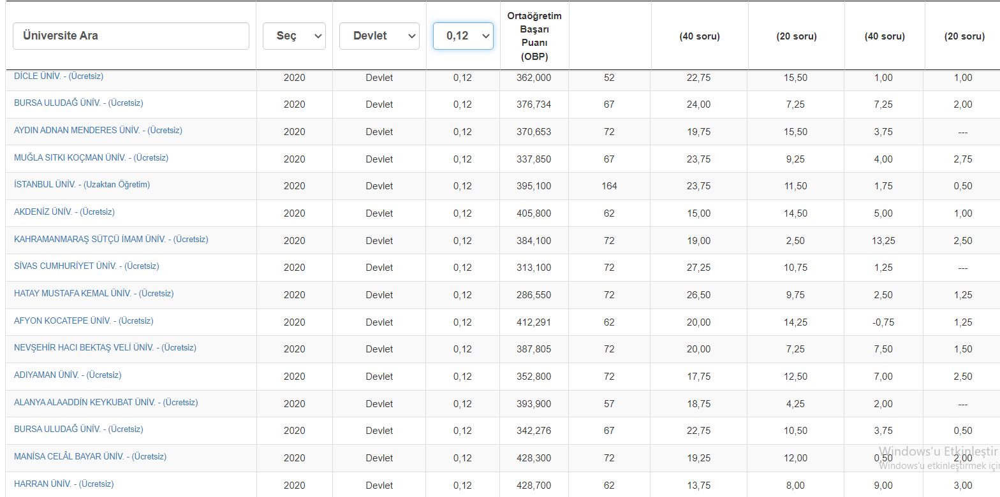 Ortaöğretim
Başarı
Puanı
(OBP)
Üniversite Ara Seç Devlet 0,12 (40 soru) (20 soru) (40 soru) (20 soru)
DİCLE ÜNİV. - (Ücretsiz) 2020 Devlet 0,12 362,000 52 22,75 15,50 1,00 1,00
BURSA ULUDAĞ ÜNİV. - (Ücretsiz) 2020 Devlet 0,12 376,734 67 24,00 7,25 7,25 2,00
AYDIN ADNAN MENDERES ÜNİV. - (Ücretsiz) 2020 Devlet 0,12 370,653 72 19,75 15,50 3,75 ---
MUĞLA SITKI KOÇMAN ÜNİV. - (Ücretsiz) 2020 Devlet 0,12 337,850 67 23,75 9,25 4,00 2,75
İSTANBUL ÜNİV. - (Uzaktan Öğretim) 2020 Devlet 0,12 395,100 164 23,75 11,50 1,75 0,50
AKDENİZ ÜNİV. - (Ücretsiz) 2020 Devlet 0,12 405,800 62 15,00 14,50 5,00 1,00
KAHRAMANMARAŞ SÜTÇÜ İMAM ÜNİV. - (Ücretsiz) 2020 Devlet 0,12 384,100 72 19,00 2,50 13,25 2,50
SİVAS CUMHURİYET ÜNİV. - (Ücretsiz) 2020 Devlet 0,12 313,100 72 27,25 10,75 1,25 ---
HATAY MUSTAFA KEMAL ÜNİV. - (Ücretsiz) 2020 Devlet 0,12 286,550 72 26,50 9,75 2,50 1,25
AFYON KOCATEPE ÜNİV. - (Ücretsiz) 2020 Devlet 0,12 412,291 62 20,00 14,25 -0,75 1,25
NEVŞEHİR HACI BEKTAŞ VELİ ÜNİV. - (Ücretsiz) 2020 Devlet 0,12 387,805 72 20,00 7,25 7,50 1,50
ADIYAMAN ÜNİV. - (Ücretsiz) 2020 Devlet 0,12 352,800 72 17,75 12,50 7,00 2,50
ALANYA ALAADDİN KEYKUBAT ÜNİV. - (Ücretsiz) 2020 Devlet 0,12 393,900 57 18,75 4,25 2,00 ---
BURSA ULUDAĞ ÜNİV. - (Ücretsiz) 2020 Devlet 0,12 342,276 67 22,75 10,50 3,75 0,50
MANİSA CELÂL BAYAR ÜNİV. - (Ücretsiz) 2020 Devlet 0,12 428,300 72 19,25 12,00 0,50 2,00
Windows'u Etkinleştir
Windows'u etkinleştirmek için
HARRAN ÜNİV. - (Ücretsiz) 2020 Devlet 0,12 428,700 62 13,75 8,00 9,00 3,00